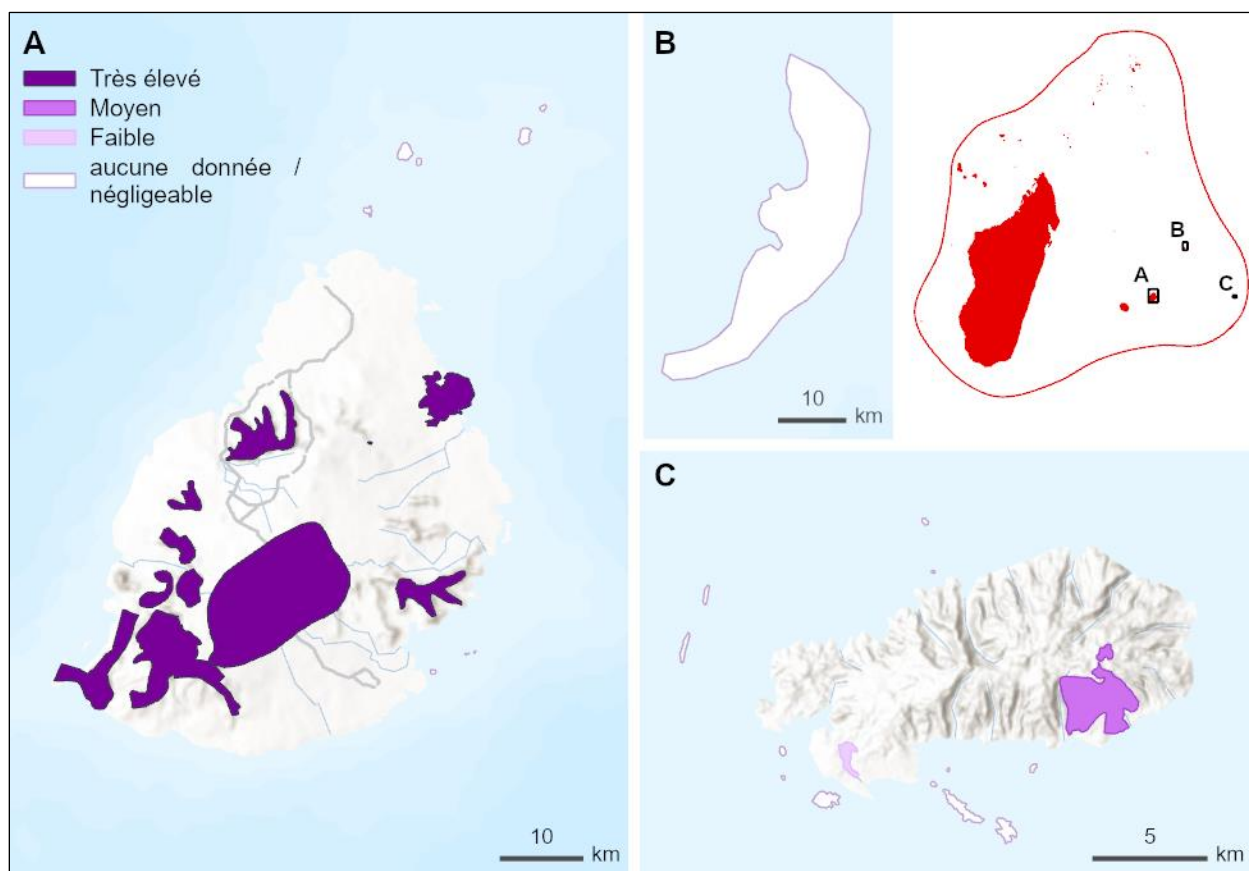 A
Très élevé
Moyen
Faible
aucune donnée /
négligeable
10
km
B
10
km
A
B
C
C
5
km